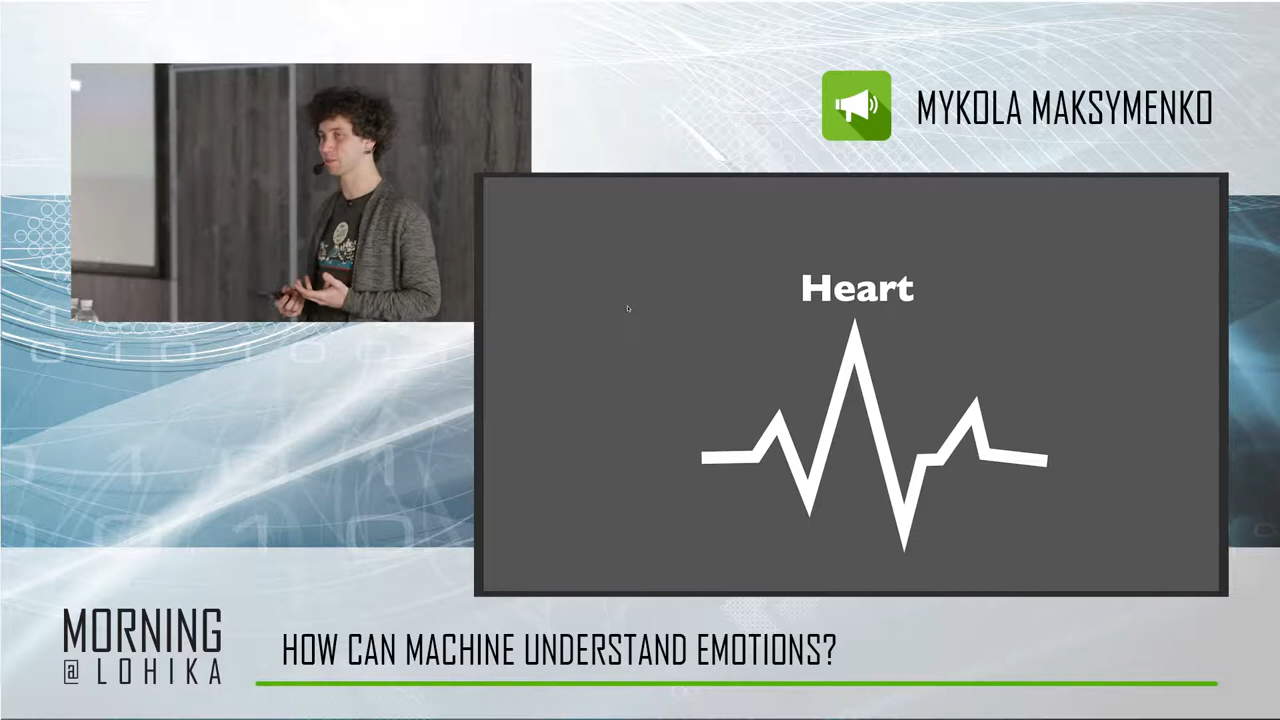 MYKOLA MAKSYMENKO
Heart
MORNING
@ LOHIKA
HOW CAN MACHINE UNDERSTAND EMOTIONS?